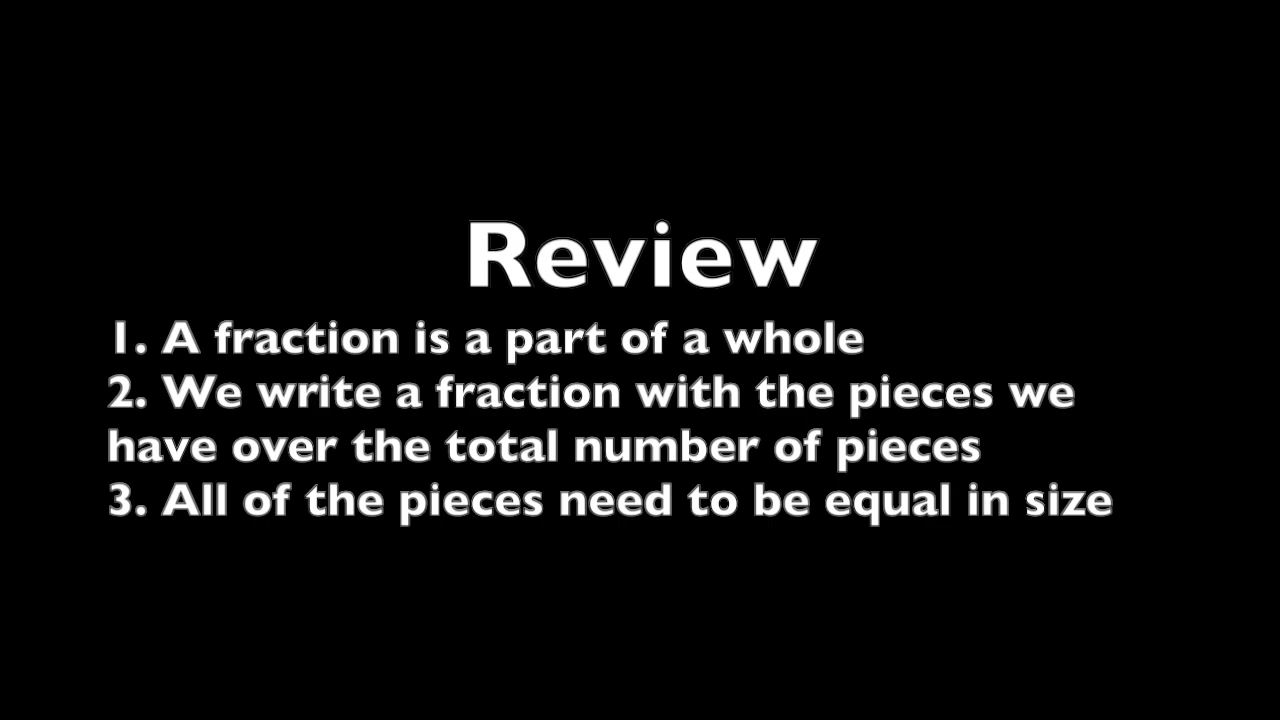 Review
1. A fraction is a part of a whole
2. We write a fraction with the pieces we
have over the total number of pieces
3. All of the pieces need to be equal in size